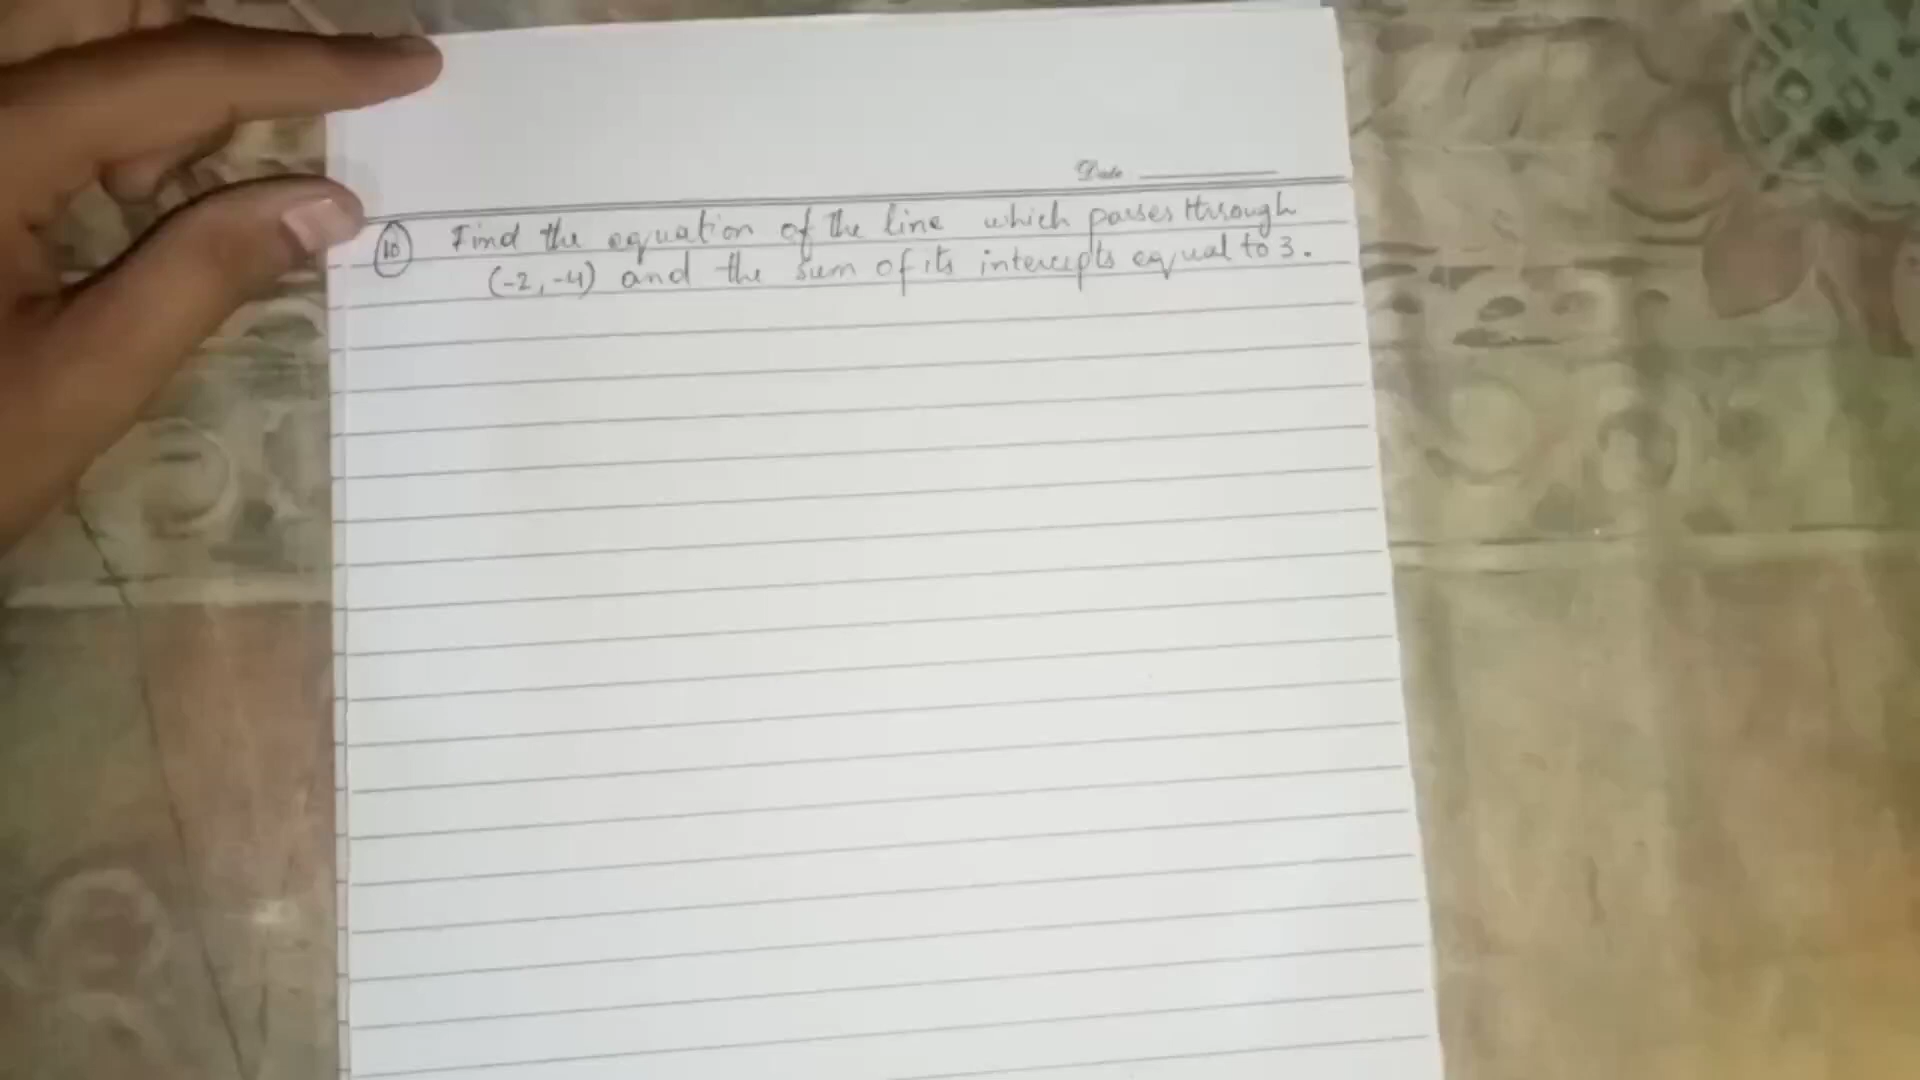 Date
10 Find the equation of the line which passes through
(-2, -4) and the sum of its intercepts equal to 3.